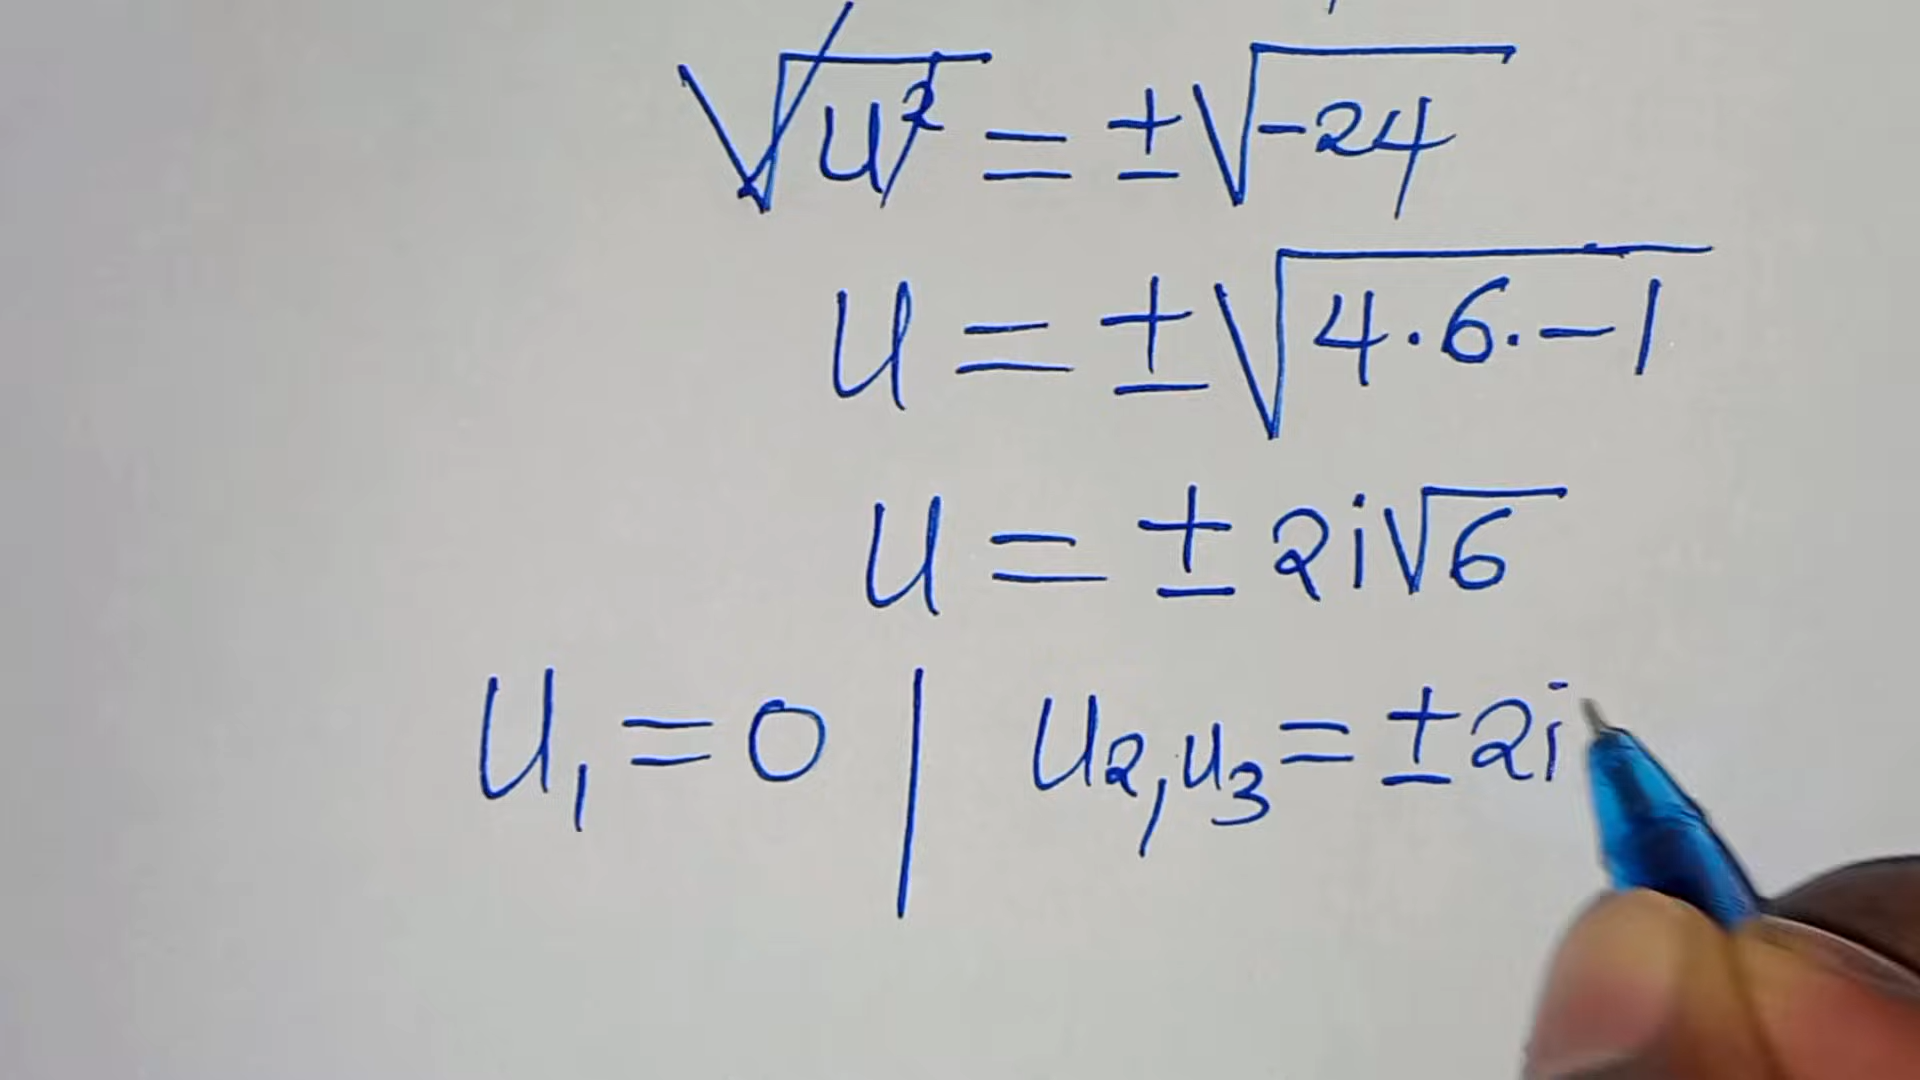 √u² = ±√-24
u = ±√4·6·-1
u = ± 2i√6
u₁ = 0 | u₂,u₃ = ±2i